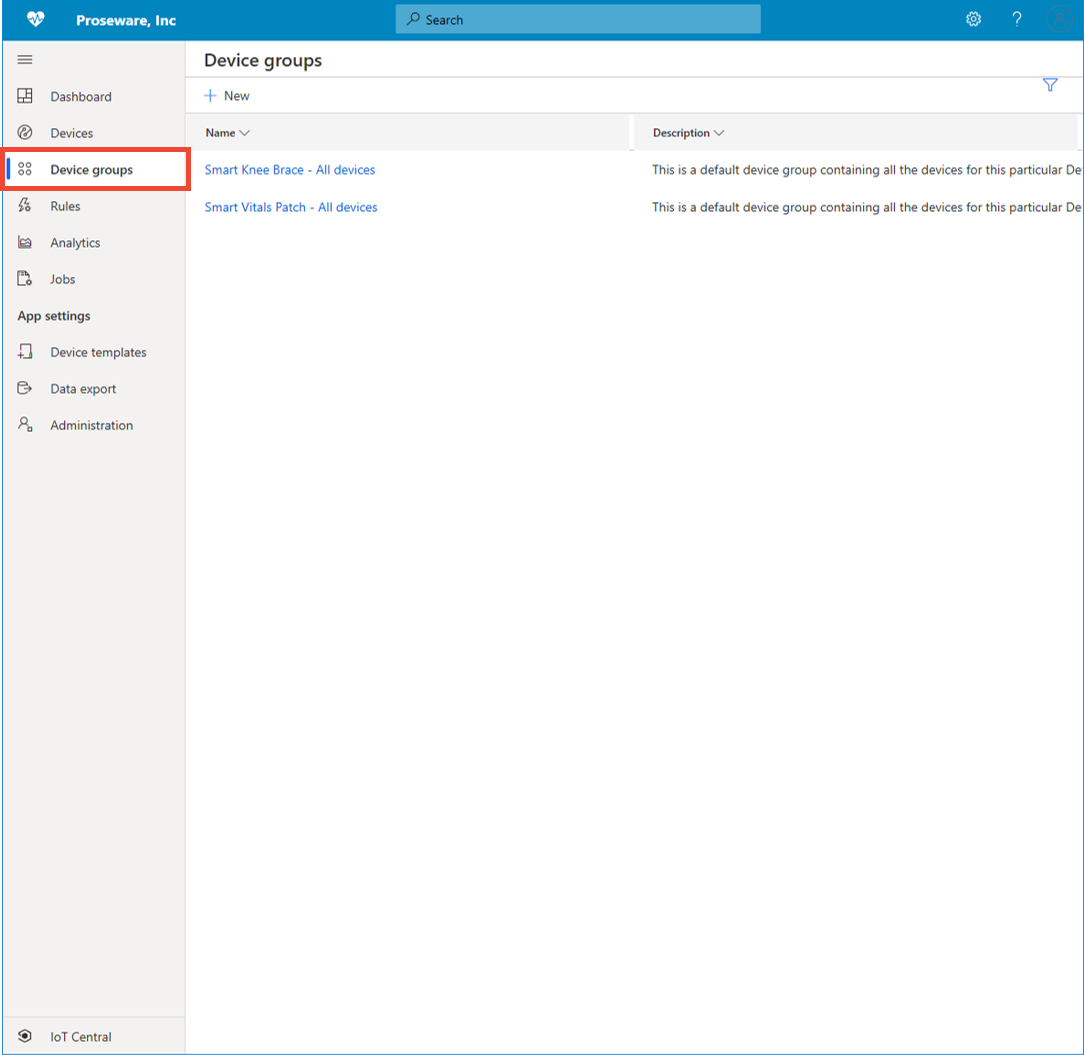 Proseware, Inc
Search
Device groups
New
Name
Description
Smart Knee Brace - All devices
This is a default device group containing all the devices for this particular De
Smart Vitals Patch - All devices
This is a default device group containing all the devices for this particular De
Dashboard
Devices
Device groups
Rules
Analytics
Jobs
App settings
Device templates
Data export
Administration
IoT Central